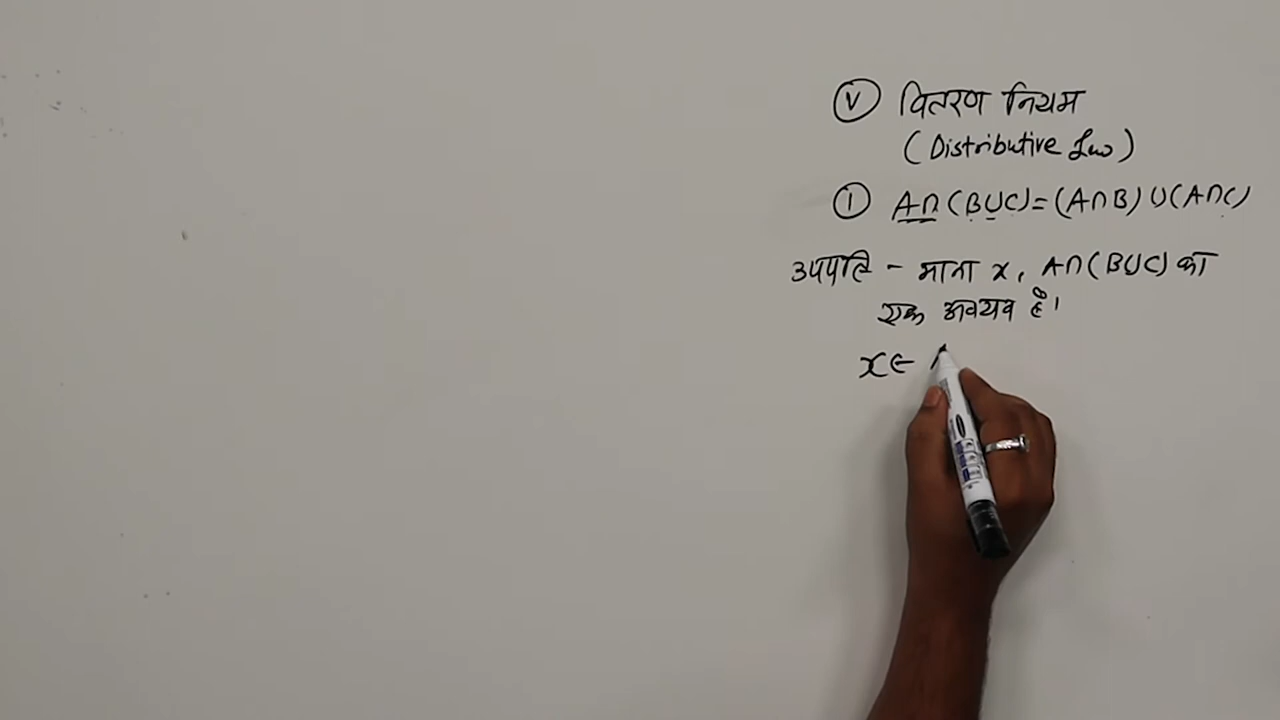 (V) वितरण नियम
(Distributive Law)
(1) A∩(B∪C)=(A∩B)∪(A∩C)
उपपत्ति - माना x, A∩(B∪C) का
एक अवयव है।
x∈ A